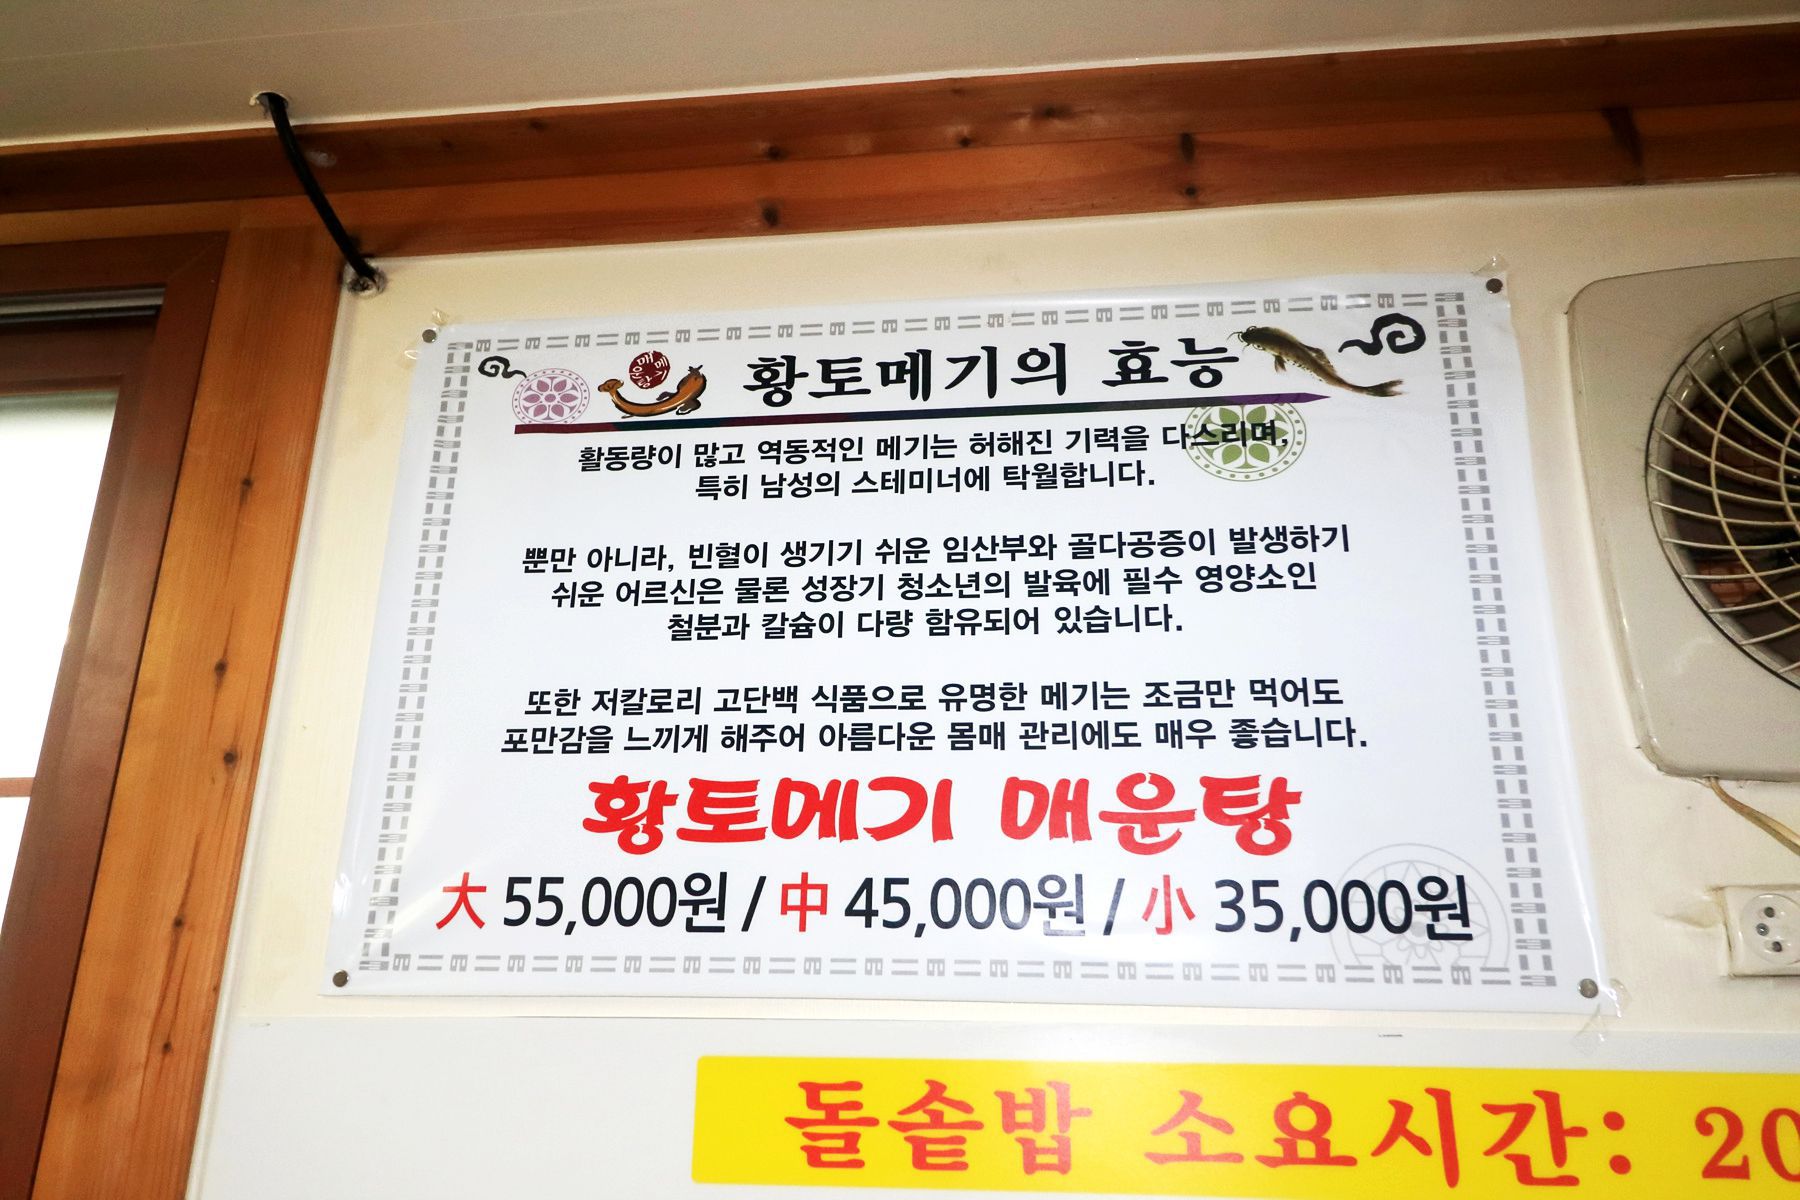 메기
매운탕
황토메기의 효능
활동량이 많고 역동적인 메기는 허해진 기력을 다스리며,
특히 남성의 스테미너에 탁월합니다.
뿐만 아니라, 빈혈이 생기기 쉬운 임산부와 골다공증이 발생하기
쉬운 어르신은 물론 성장기 청소년의 발육에 필수 영양소인
철분과 칼슘이 다량 함유되어 있습니다.
또한 저칼로리 고단백 식품으로 유명한 메기는 조금만 먹어도
포만감을 느끼게 해주어 아름다운 몸매 관리에도 매우 좋습니다.
황토메기 매운탕
大 55,000원 / 中 45,000원 / 小 35,000원
돌솥밥 소요시간: 20